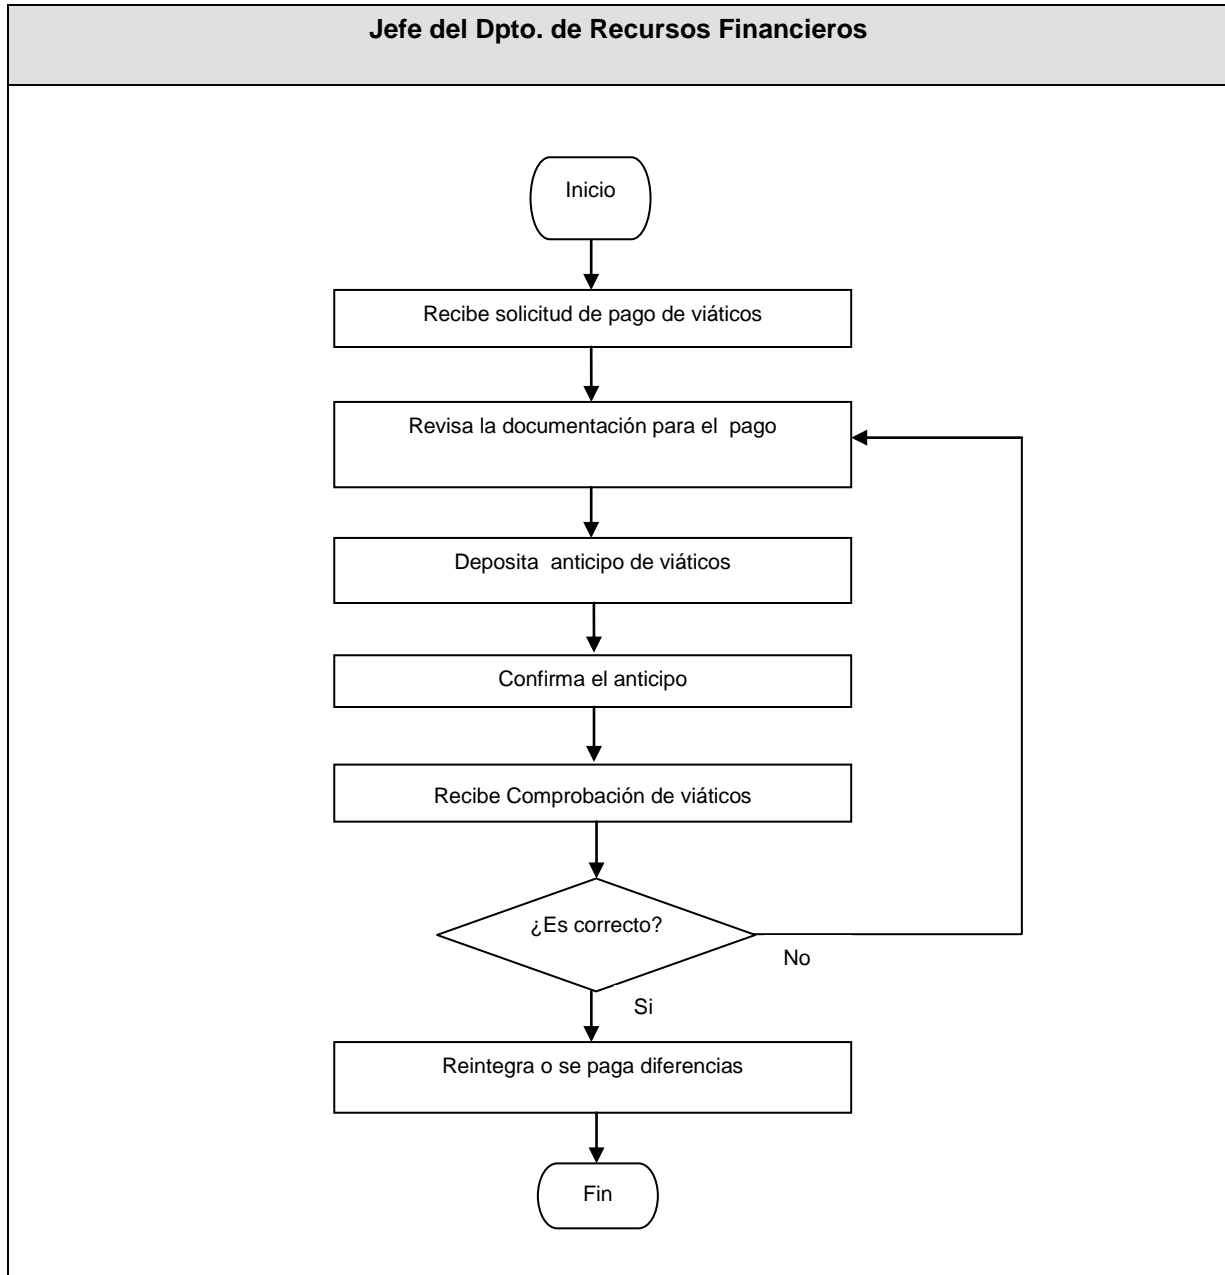 Jefe del Dpto. de Recursos Financieros
Inicio
Recibe solicitud de pago de viáticos
Revisa la documentación para el pago
Deposita anticipo de viáticos
Confirma el anticipo
Recibe Comprobación de viáticos
¿Es correcto?
No
Si
Reintegra o se paga diferencias
Fin